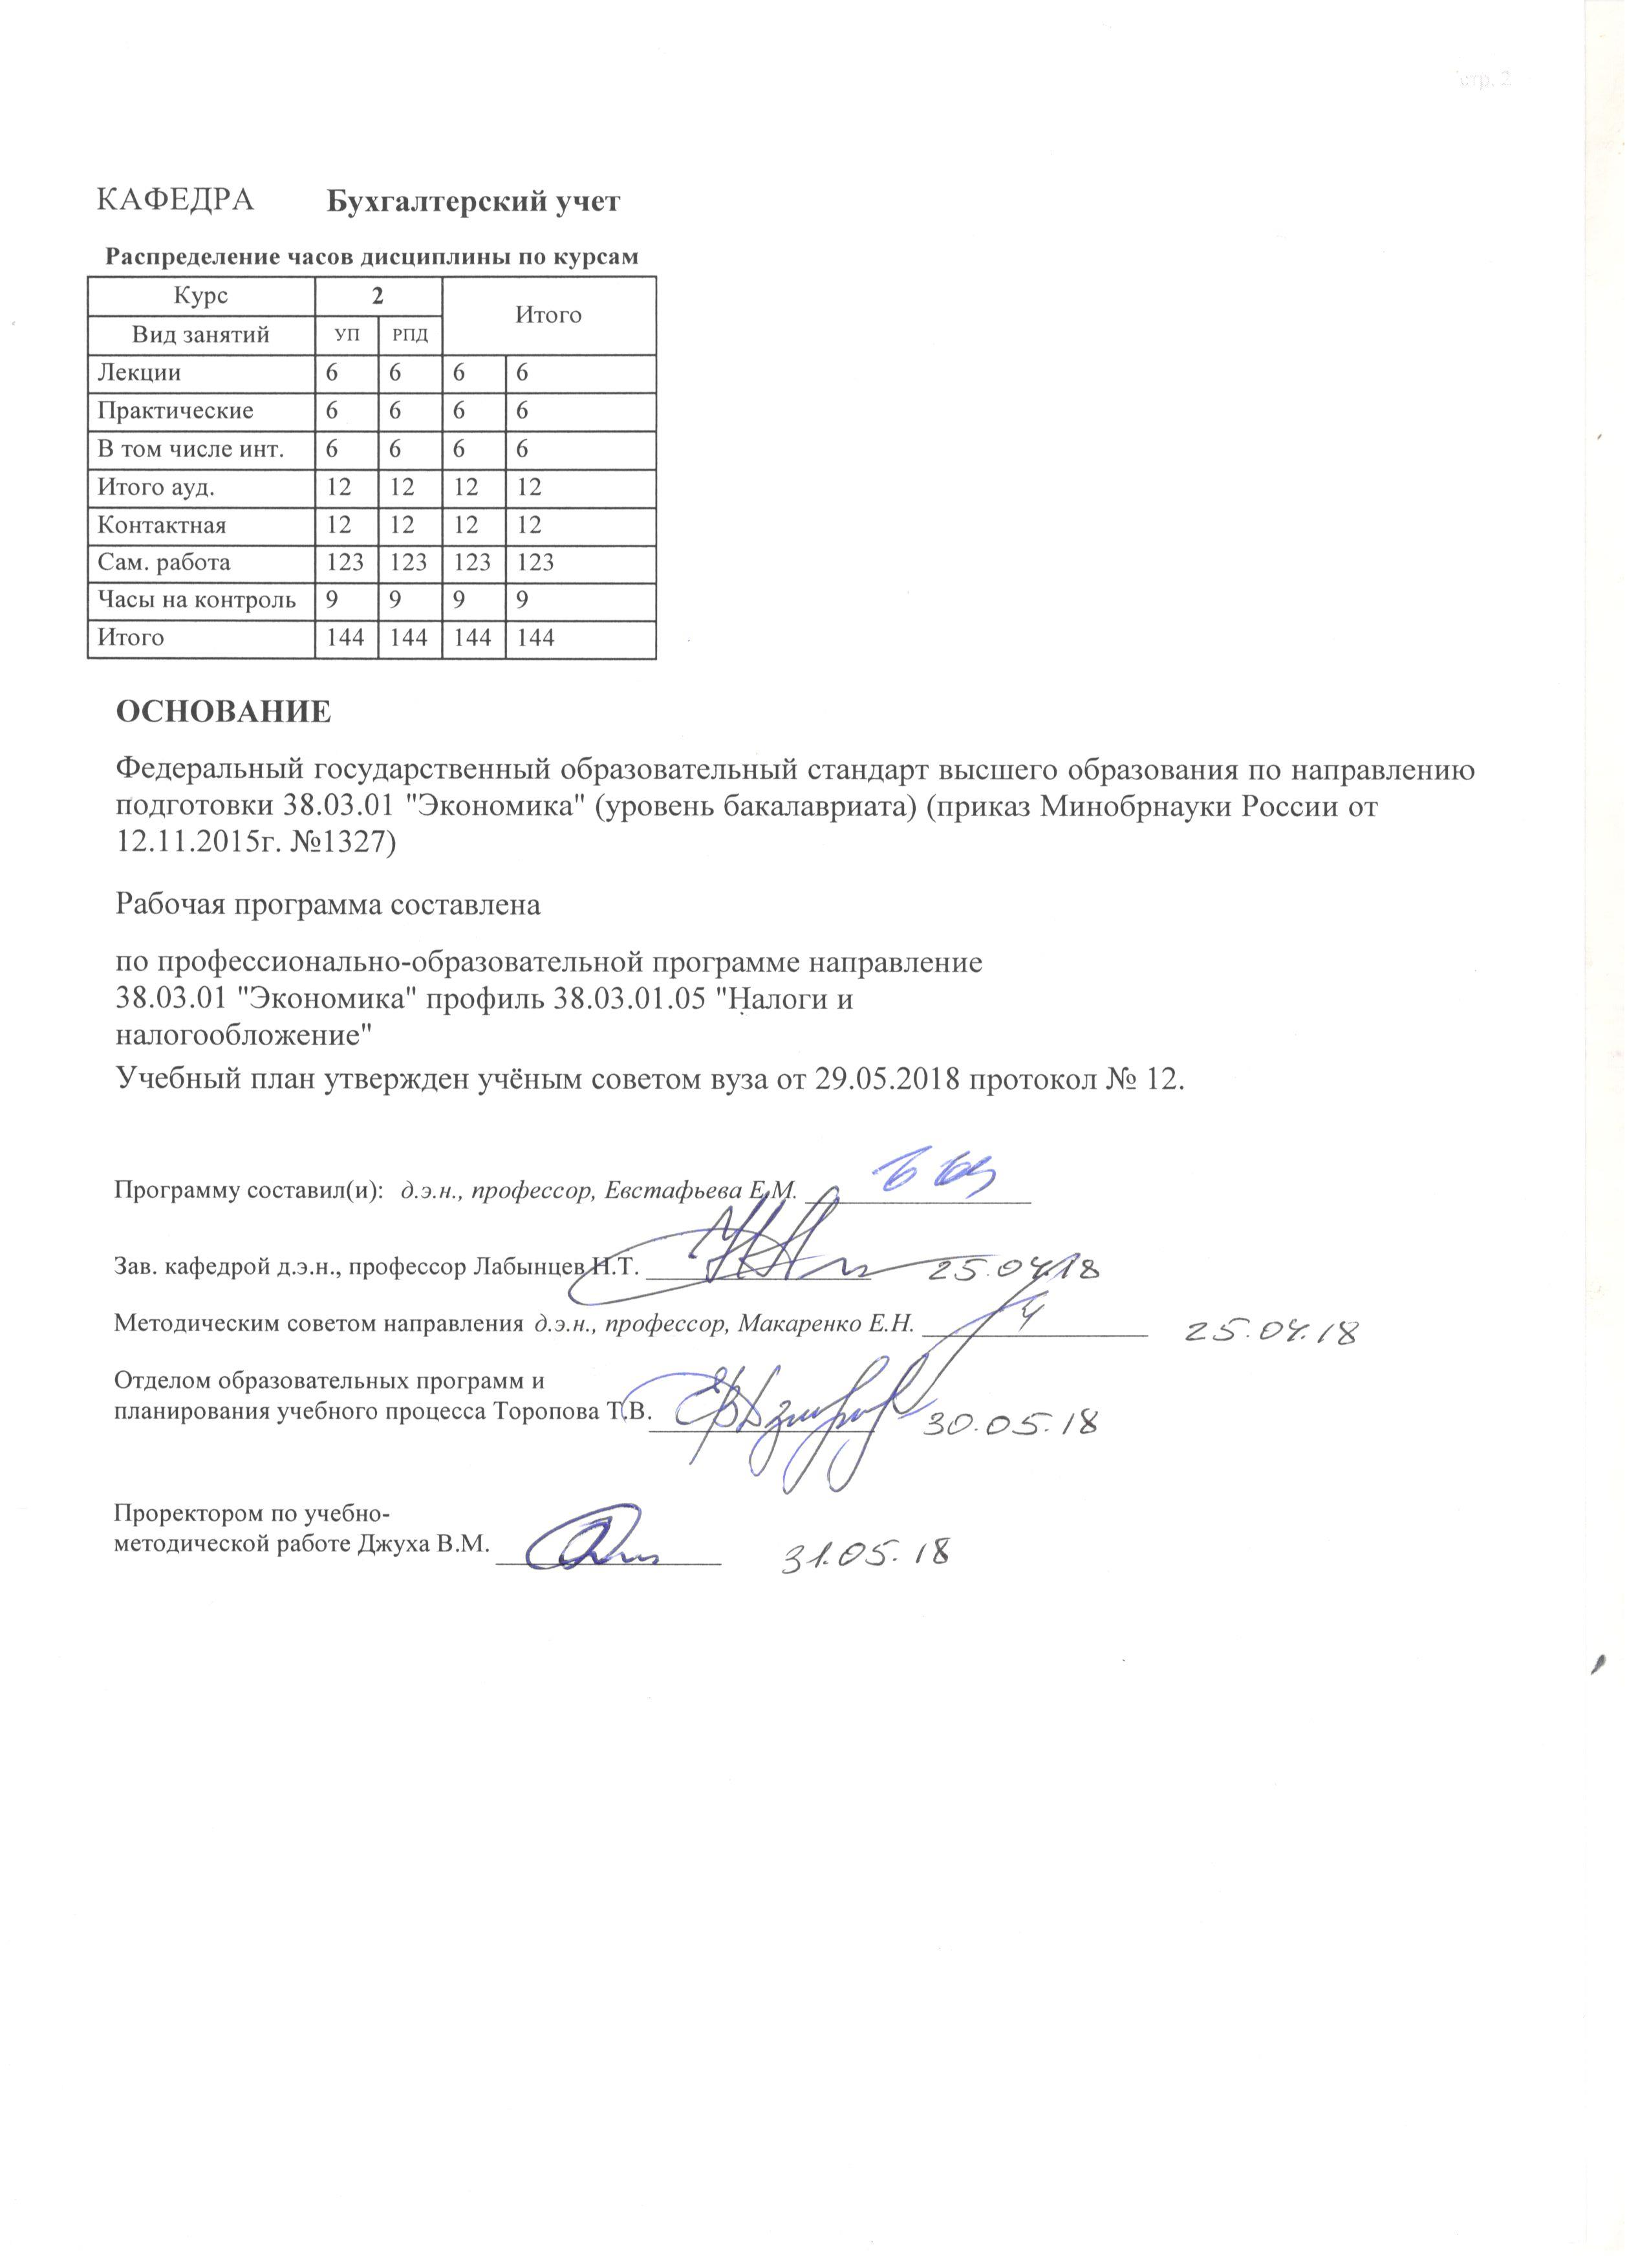 стр. 2
КАФЕДРА Бухгалтерский учет
Распределение часов дисциплины по курсам
Курс 2 Итого
Вид занятий УП РПД
Лекции 6 6 6 6
Практические 6 6 6 6
В том числе инт. 6 6 6 6
Итого ауд. 12 12 12 12
Контактная 12 12 12 12
Сам. работа 123 123 123 123
Часы на контроль 9 9 9 9
Итого 144 144 144 144
ОСНОВАНИЕ
Федеральный государственный образовательный стандарт высшего образования по направлению
подготовки 38.03.01 "Экономика" (уровень бакалавриата) (приказ Минобрнауки России от
12.11.2015г. №1327)
Рабочая программа составлена
по профессионально-образовательной программе направление
38.03.01 "Экономика" профиль 38.03.01.05 "Налоги и
налогообложение"
Учебный план утвержден учёным советом вуза от 29.05.2018 протокол № 12.
Программу составил(и): д.э.н., профессор, Евстафьева Е.М.
Зав. кафедрой д.э.н., профессор Лабынцев Н.Т. 25.04.18
Методическим советом направления д.э.н., профессор, Макаренко Е.Н. 25.04.18
Отделом образовательных программ и
планирования учебного процесса Торопова Т.В. 30.05.18
Проректором по учебно-
методической работе Джуха В.М. 31.05.18